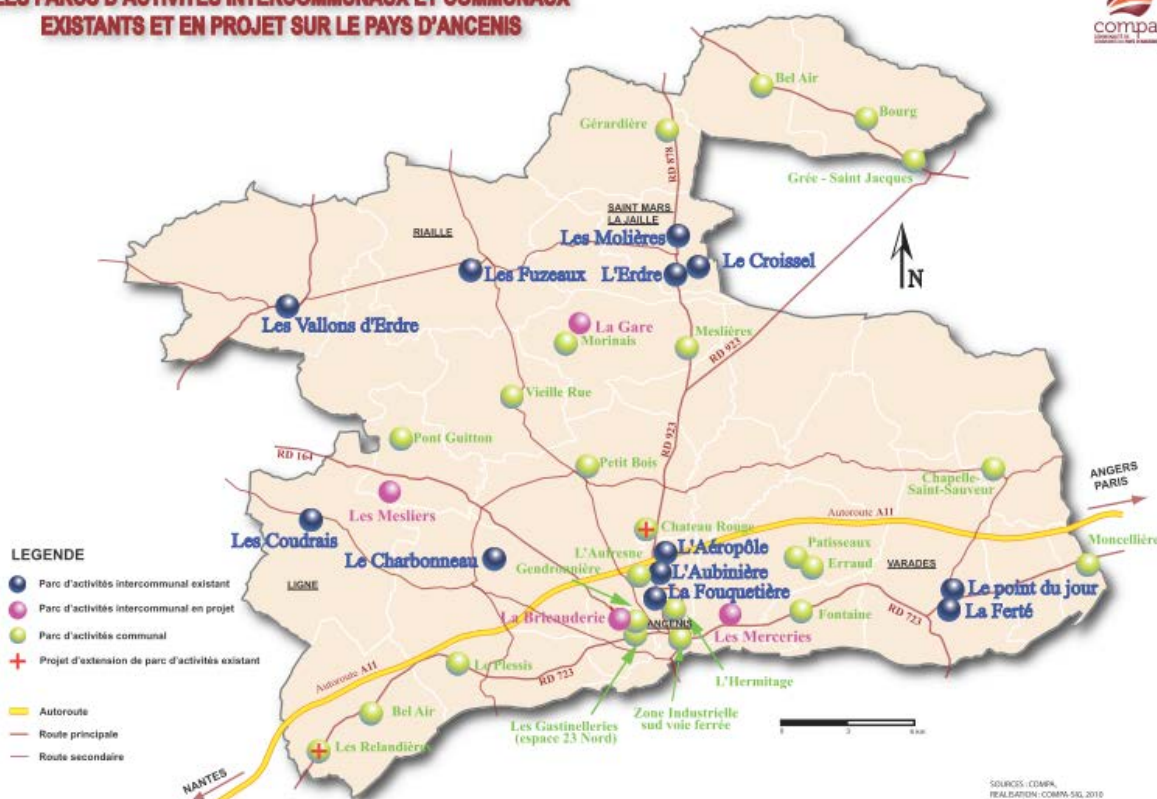 LES PARCS D'ACTIVITES INTERCOMMUNAUX ET COMMUNAUX
EXISTANTS ET EN PROJET SUR LE PAYS D'ANCENIS
compa
Bel Air
Bourg
Gérardière
Grée - Saint Jacques
RD 878
SAINT MARS
LA JAILLE
RIAILLE
Les Molières
Les Fuzeaux
L'Erdre
Le Croissel
N
Les Vallons d'Erdre
La Gare
Morinais
Meslières
RD 923
Vieille Rue
Pont Guitton
RD 923
RD 164
Petit Bois
Chapelle-
Saint-Sauveur
ANGERS
PARIS
Les Mesliers
Les Coudrais
Chateau Rouge
Autoroute A11
Le Charbonneau
L'Aufresne
L'Aéropôle
Patisseaux
Moncellière
Gendronnière
L'Aubinière
Erraud
VARADES
LIGNE
La Fouquetière
Le point du jour
La Bricauderie
ANCENIS
Les Merceries
Fontaine
RD 723
La Ferté
Autoroute A11
Le Plessis
RD 723
L'Hermitage
Bel Air
Les Gastinelleries
(espace 23 Nord)
Zone Industrielle
sud voie ferrée
Les Relandières
NANTES
LEGENDE
Parc d'activités intercommunal existant
Parc d'activités intercommunal en projet
Parc d'activités communal
Projet d'extension de parc d'activités existant
Autoroute
Route principale
Route secondaire
SOURCES : COMPA,
REALISATION : COMPA-SIG, 2010